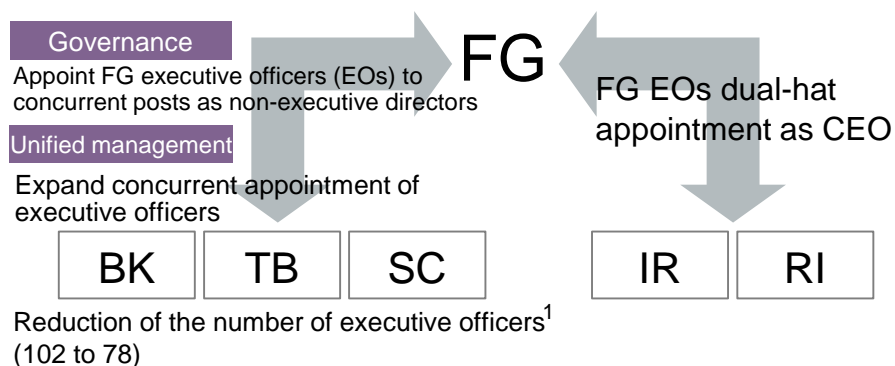 Governance
FG
Appoint FG executive officers (EOs) to
concurrent posts as non-executive directors
FG EOs dual-hat
appointment as CEO
Unified management
Expand concurrent appointment of
executive officers
BK TB SC IR RI
Reduction of the number of executive officers¹
(102 to 78)